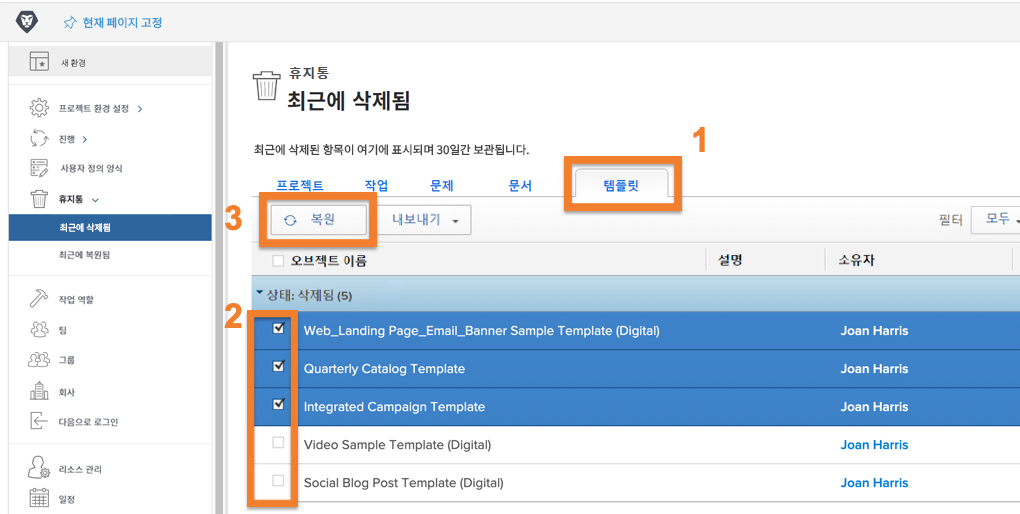 현재 페이지 고정
새 환경
프로젝트 환경 설정
진행
사용자 정의 양식
휴지통
최근에 삭제됨
최근에 복원됨
작업 역할
팀
그룹
회사
다음으로 로그인
리소스 관리
일정
휴지통
최근에 삭제됨
최근에 삭제된 항목이 여기에 표시되며 30일간 보관됩니다.
1
프로젝트 작업 문제 문서 템플릿
3
복원 내보내기 필터 모두
오브젝트 이름 설명 소유자
상태: 삭제됨 (5)
2
Web_Landing Page_Email_Banner Sample Template (Digital) Joan Harris
Quarterly Catalog Template Joan Harris
Integrated Campaign Template Joan Harris
Video Sample Template (Digital) Joan Harris
Social Blog Post Template (Digital) Joan Harris